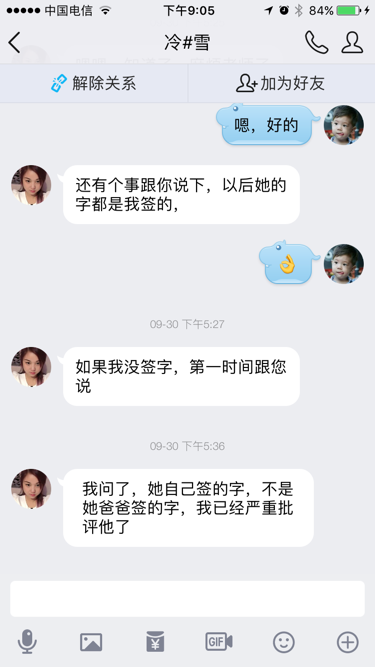 中国电信 下午9:05 84%
冷#雪
解除关系 加为好友
嗯，好的
还有个事跟你说下，以后她的
字都是我签的，
09-30 下午5:27
如果我没签字，第一时间跟您
说
09-30 下午5:36
我问了，她自己签的字，不是
她爸爸签的字，我已经严重批
评他了
GIF